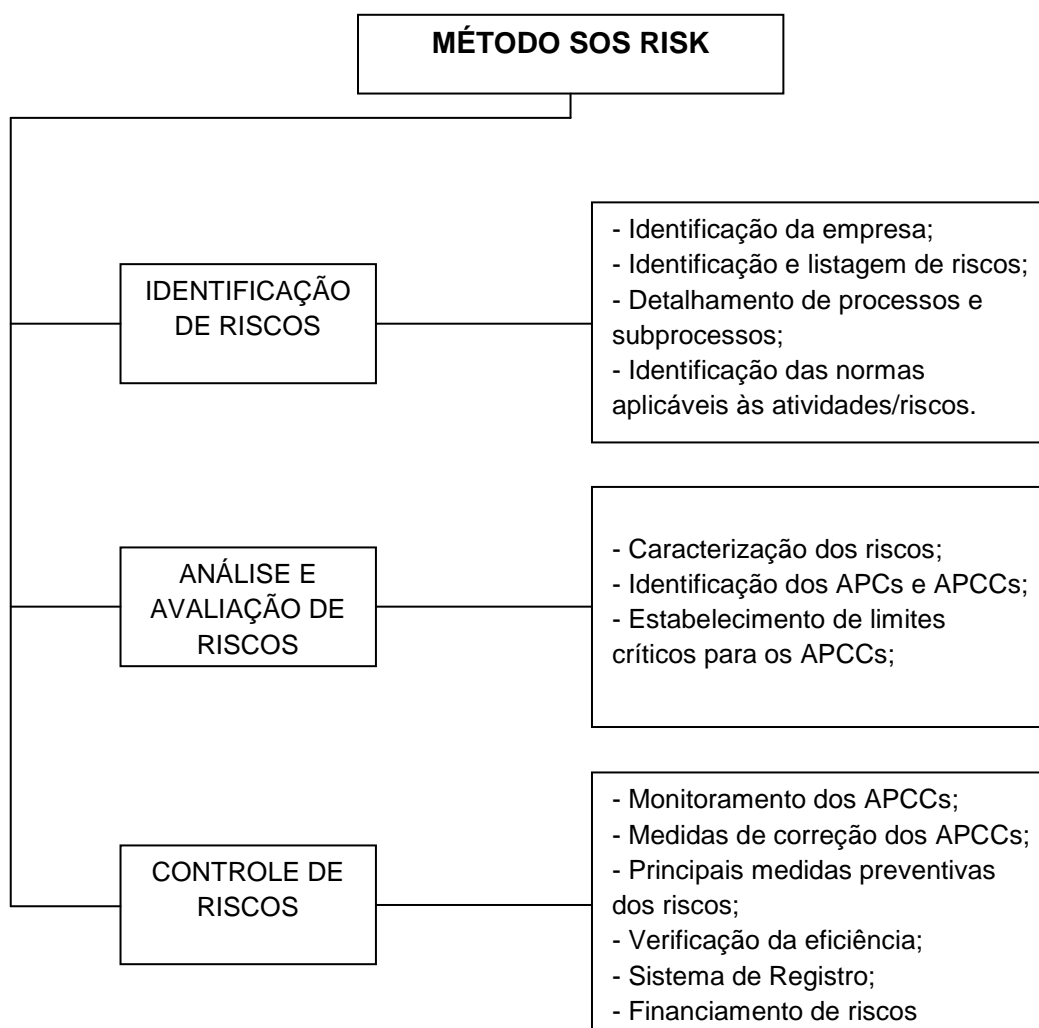 MÉTODO SOS RISK
IDENTIFICAÇÃO
DE RISCOS
- Identificação da empresa;
- Identificação e listagem de riscos;
- Detalhamento de processos e
subprocessos;
- Identificação das normas
aplicáveis às atividades/riscos.
ANÁLISE E
AVALIAÇÃO DE
RISCOS
- Caracterização dos riscos;
- Identificação dos APCs e APCCs;
- Estabelecimento de limites
críticos para os APCCs;
CONTROLE DE
RISCOS
- Monitoramento dos APCCs;
- Medidas de correção dos APCCs;
- Principais medidas preventivas
dos riscos;
- Verificação da eficiência;
- Sistema de Registro;
- Financiamento de riscos